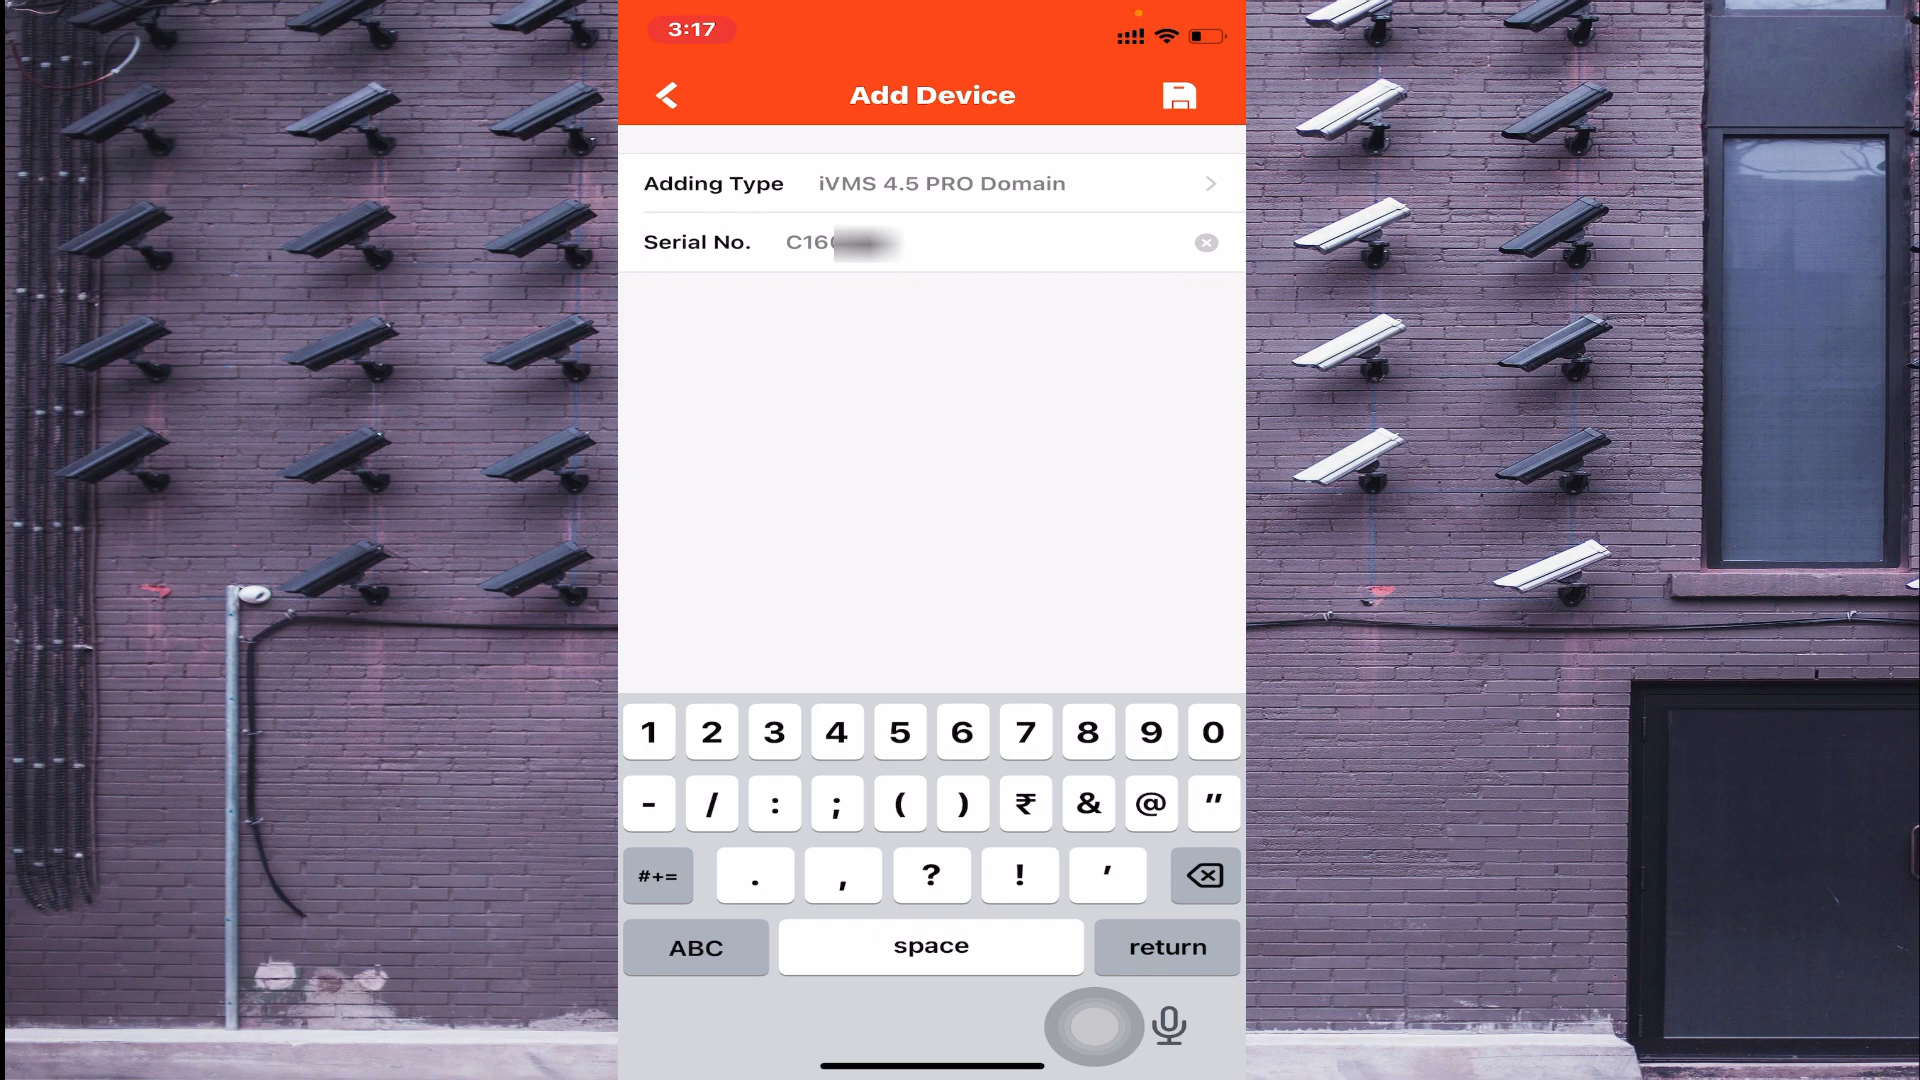 3:17
Add Device
Adding Type iVMS 4.5 PRO Domain
Serial No. C160
1 2 3 4 5 6 7 8 9 0
- / : ; ( ) ₹ & @ "
#+= . , ? ! '
ABC space return